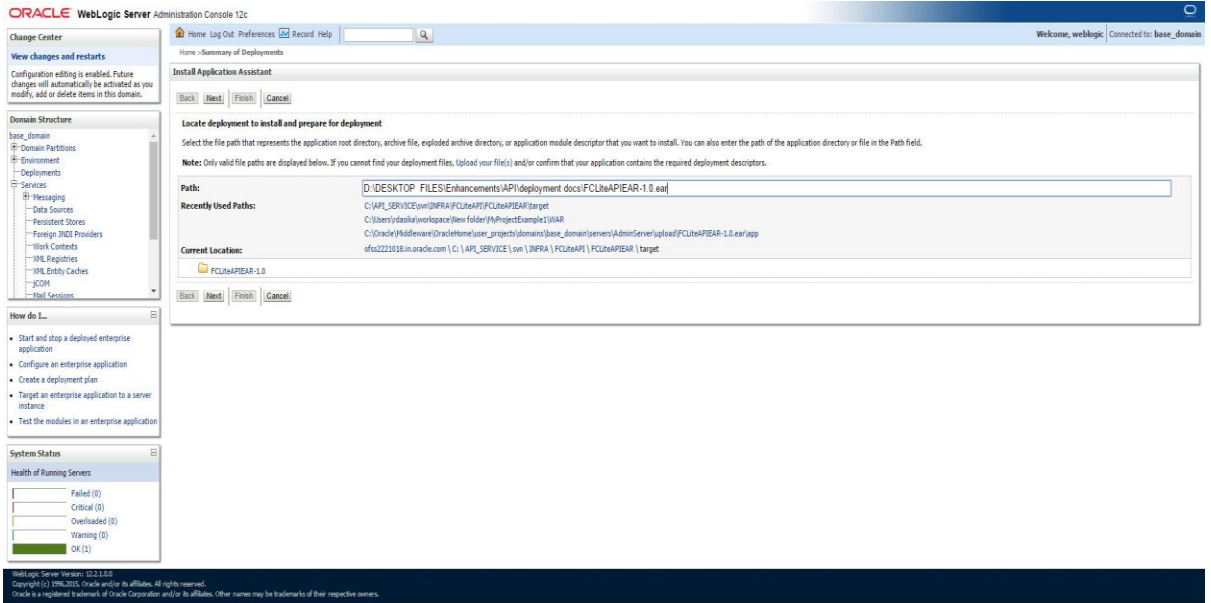 ORACLE WebLogic Server Administration Console 12c
Change Center
View changes and restarts
Configuration editing is enabled. Future
changes will automatically be activated as you
modify, add or delete items in this domain.
Domain Structure
base_domain
Domain Partitions
Environment
Deployments
Services
Messaging
Data Sources
Persistent Stores
Foreign JNDI Providers
Work Contexts
XML Registries
XML Entity Caches
jCOM
Mail Sessions
How do I...
Start and stop a deployed enterprise
application
Configure an enterprise application
Create a deployment plan
Target an enterprise application to a server
instance
Test the modules in an enterprise application
System Status
Health of Running Servers
Failed (0)
Critical (0)
Overloaded (0)
Warning (0)
OK (1)
Home Log Out Preferences Record Help
Welcome, weblogic Connected to: base_domain
Home >Summary of Deployments
Install Application Assistant
Back Next Finish Cancel
Locate deployment to install and prepare for deployment
Select the file path that represents the application root directory, archive file, exploded archive directory, or application module descriptor that you want to install. You can also enter the path of the application directory or file in the Path field.
Note: Only valid file paths are displayed below. If you cannot find your deployment files, Upload your file(s) and/or confirm that your application contains the required deployment descriptors.
Path: D:\DESKTOP FILES\Enhancements\API\deployment docs\FCLiteAPIEAR-1.0.ear
Recently Used Paths: C:\API_SERVICE\svn\INFRA\FCLiteAPI\FCLiteAPIEAR\target
C:\Users\rdasika\workspace\New folder\MyProjectExample1\WAR
C:\Oracle\Middleware\OracleHome\user_projects\domains\base_domain\servers\AdminServer\upload\FCLiteAPIEAR-1.0.ear\app
Current Location: ofss2221018.in.oracle.com \ C: \ API_SERVICE \ svn \ INFRA \ FCLiteAPI \ FCLiteAPIEAR \ target
FCLiteAPIEAR-1.0
Back Next Finish Cancel
WebLogic Server Version: 12.2.1.0.0
Copyright (c) 1996,2015, Oracle and/or its affiliates. All rights reserved.
Oracle is a registered trademark of Oracle Corporation and/or its affiliates. Other names may be trademarks of their respective owners.